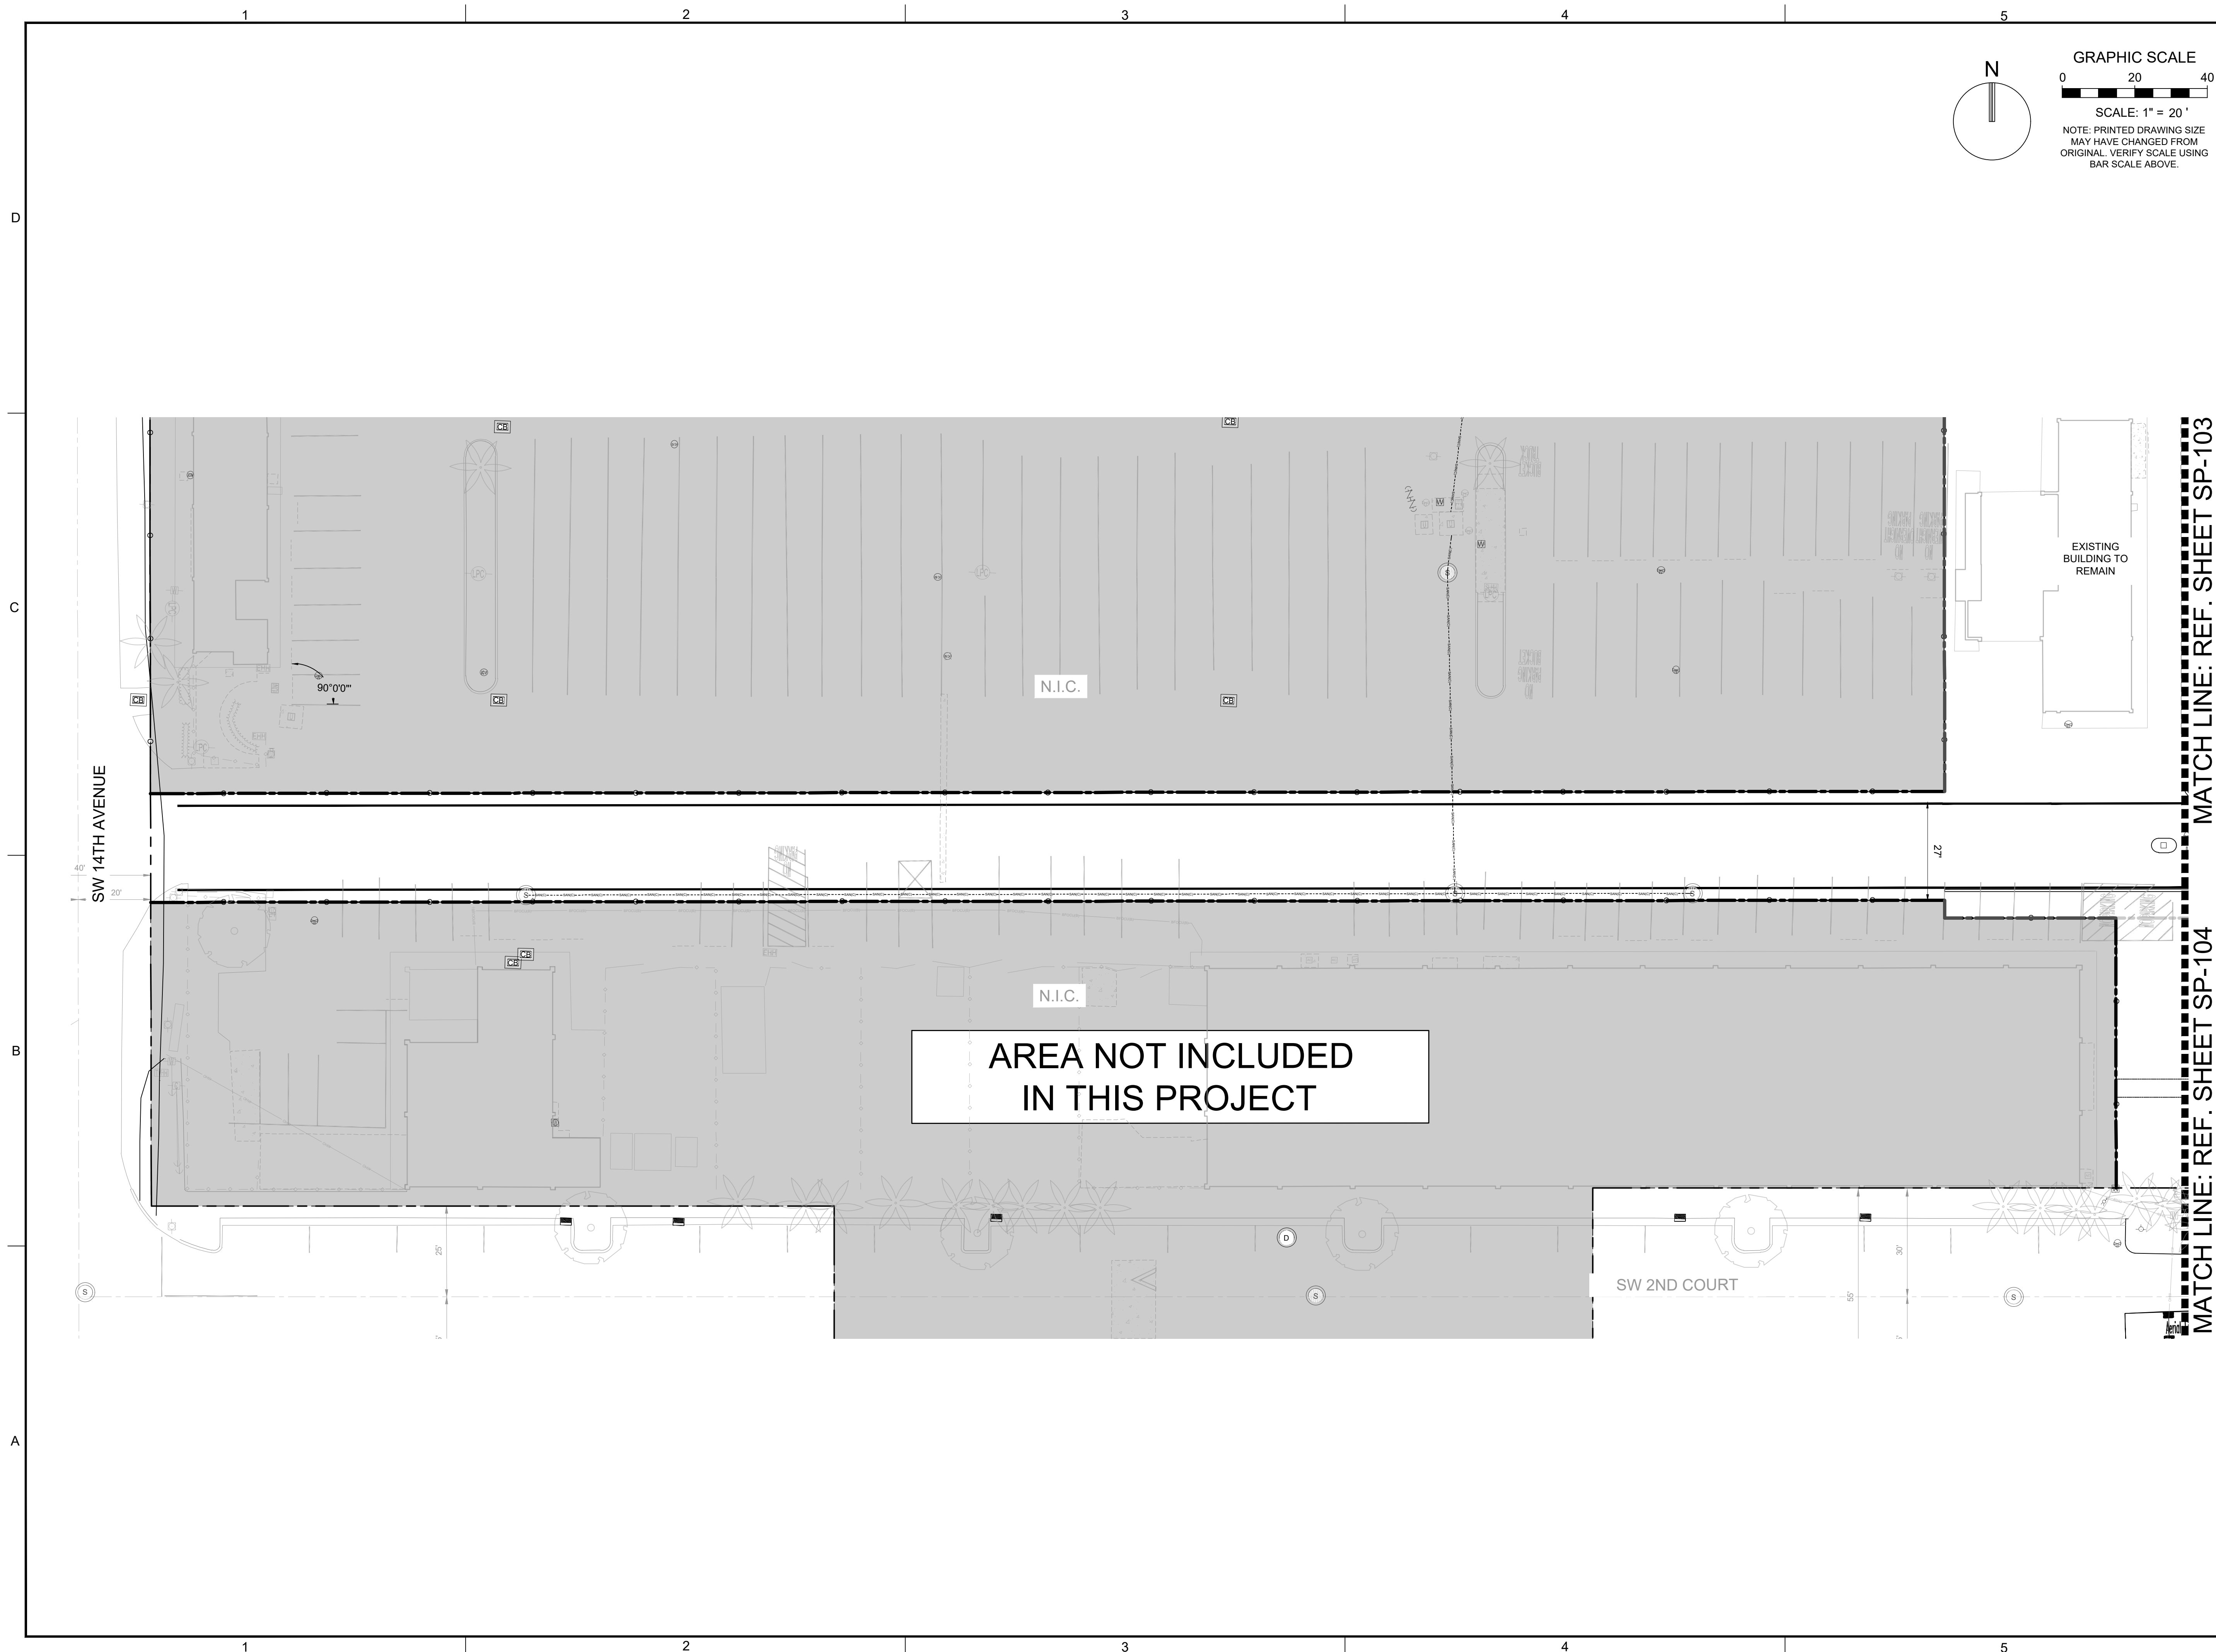 1
2
3
4
5
N
GRAPHIC SCALE
0 20 40
SCALE: 1" = 20 '
NOTE: PRINTED DRAWING SIZE
MAY HAVE CHANGED FROM
ORIGINAL. VERIFY SCALE USING
BAR SCALE ABOVE.
D
C
B
A
MATCH LINE: REF. SHEET SP-103
CB
CB
W
W
EXISTING
BUILDING TO
REMAIN
S
N.I.C.
90°0'0"'
CB
CB
CB
SW 14TH AVENUE
27'
40'
20'
S
S
S
CB
CB
N.I.C.
AREA NOT INCLUDED
IN THIS PROJECT
MATCH LINE: REF. SHEET SP-104
25'
D
30'
SW 2ND COURT
55'
S
S
S
Aerial
1
2
3
4
5